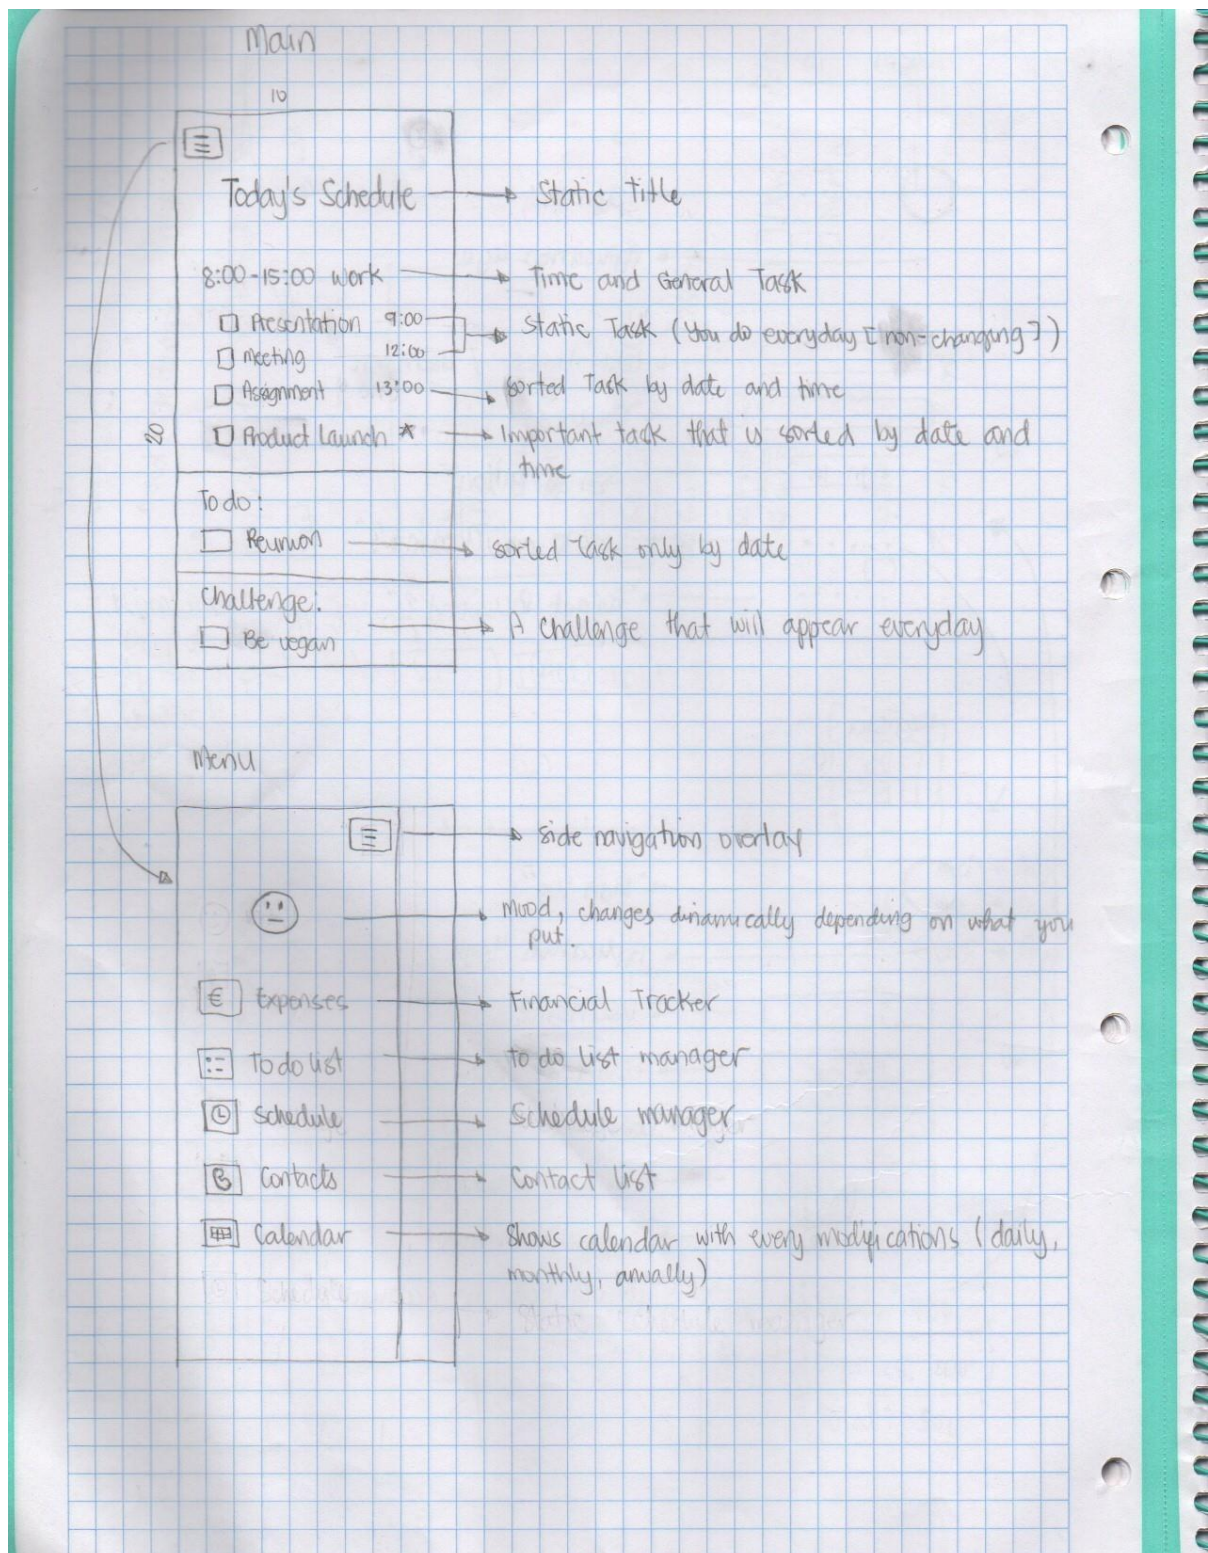 Main
10
Today's Schedule
Static title
8:00-15:00 work
Time and General Task
Presentation 9:00
Static Task (You do everyday [non-changing])
meeting 12:00
Assignment 13:00
sorted Task by date and time
20
Product Launch *
Important task that is sorted by date and
time
To do:
Reunion
sorted task only by date
Challenge:
Be vegan
A challenge that will appear everyday
Menu
side navigation overlay
Mood, changes dinamically depending on what you
put.
€ Expenses
Financial Tracker
To do list
to do list manager
Schedule
Schedule manager
Contacts
Contact list
Calendar
Shows calendar with every modifications (daily,
monthly, anually)